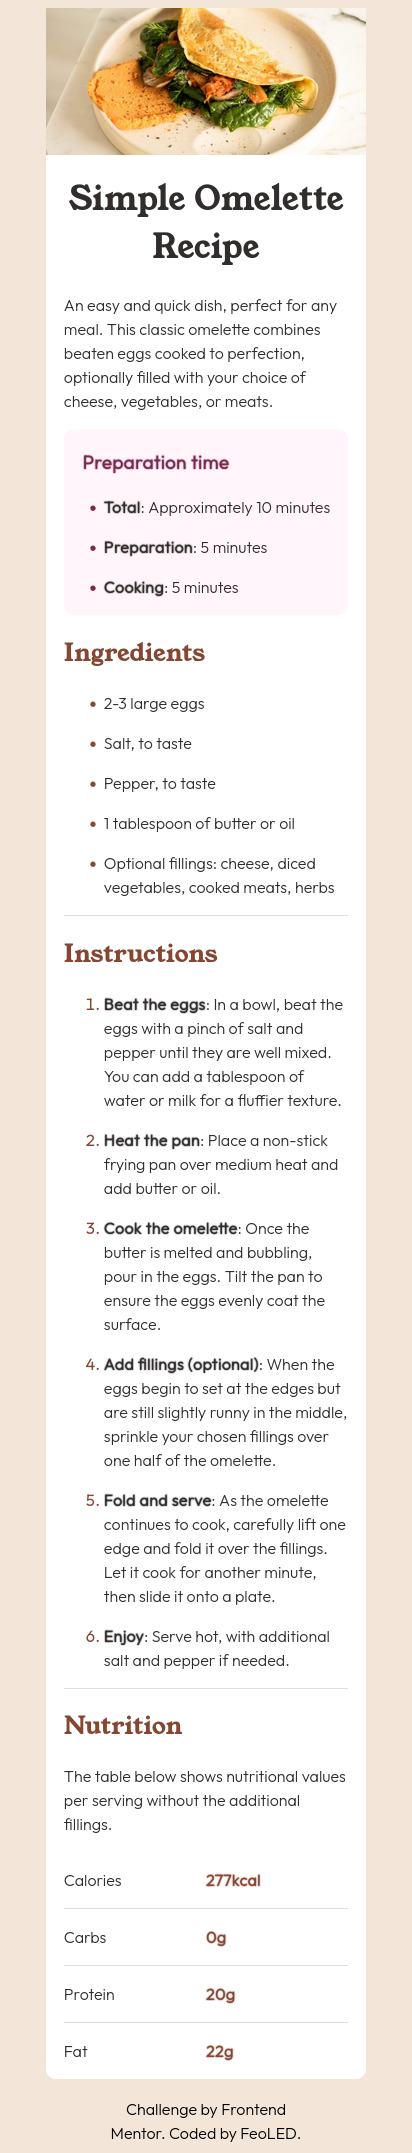 Simple Omelette
Recipe
An easy and quick dish, perfect for any
meal. This classic omelette combines
beaten eggs cooked to perfection,
optionally filled with your choice of
cheese, vegetables, or meats.
Preparation time
• Total: Approximately 10 minutes
• Preparation: 5 minutes
• Cooking: 5 minutes
Ingredients
• 2-3 large eggs
• Salt, to taste
• Pepper, to taste
• 1 tablespoon of butter or oil
• Optional fillings: cheese, diced
vegetables, cooked meats, herbs
Instructions
1. Beat the eggs: In a bowl, beat the
eggs with a pinch of salt and
pepper until they are well mixed.
You can add a tablespoon of
water or milk for a fluffier texture.
2. Heat the pan: Place a non-stick
frying pan over medium heat and
add butter or oil.
3. Cook the omelette: Once the
butter is melted and bubbling,
pour in the eggs. Tilt the pan to
ensure the eggs evenly coat the
surface.
4. Add fillings (optional): When the
eggs begin to set at the edges but
are still slightly runny in the middle,
sprinkle your chosen fillings over
one half of the omelette.
5. Fold and serve: As the omelette
continues to cook, carefully lift one
edge and fold it over the fillings.
Let it cook for another minute,
then slide it onto a plate.
6. Enjoy: Serve hot, with additional
salt and pepper if needed.
Nutrition
The table below shows nutritional values
per serving without the additional
fillings.
Calories 277kcal
Carbs 0g
Protein 20g
Fat 22g
Challenge by Frontend
Mentor. Coded by FeoLED.